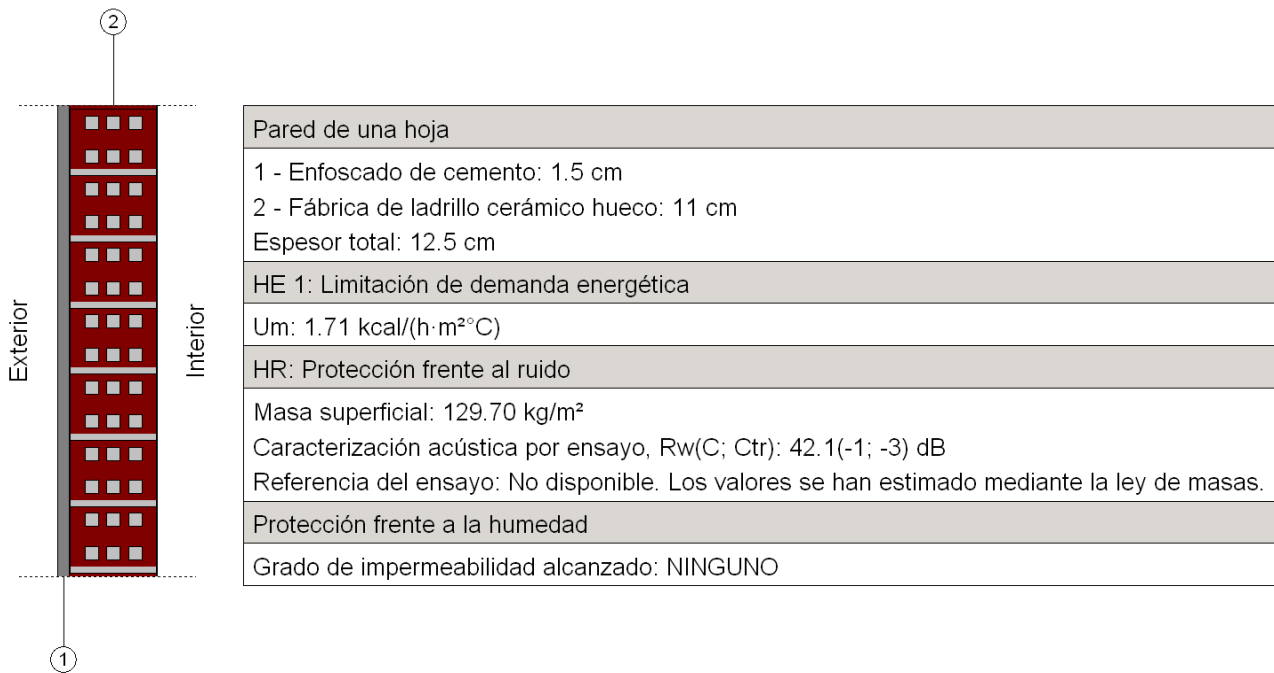 2
Pared de una hoja
1 - Enfoscado de cemento: 1.5 cm
2 - Fábrica de ladrillo cerámico hueco: 11 cm
Espesor total: 12.5 cm
HE 1: Limitación de demanda energética
Um: 1.71 kcal/(h·m²°C)
HR: Protección frente al ruido
Masa superficial: 129.70 kg/m²
Caracterización acústica por ensayo, Rw(C; Ctr): 42.1(-1; -3) dB
Referencia del ensayo: No disponible. Los valores se han estimado mediante la ley de masas.
Protección frente a la humedad
Grado de impermeabilidad alcanzado: NINGUNO
Exterior
Interior
1